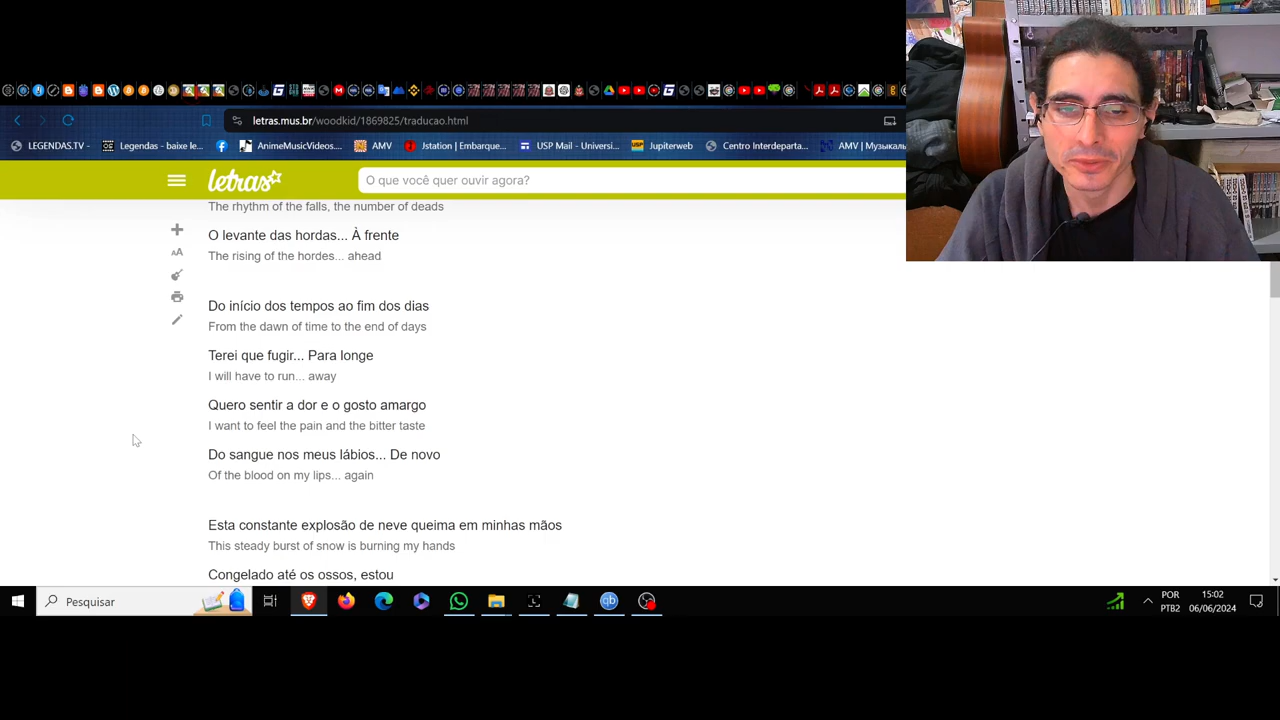 letras.mus.br/woodkid/1869825/traducao.html
LEGENDAS.TV -
Legendas - baixe le...
AnimeMusicVideos....
AMV
Jstation | Embarque...
USP Mail - Universi...
Jupiterweb
Centro Interdeparta...
AMV | Музыкаль
letras
O que você quer ouvir agora?
The rhythm of the falls, the number of deads
O levante das hordas... À frente
The rising of the hordes... ahead
AA
Do início dos tempos ao fim dos dias
From the dawn of time to the end of days
Terei que fugir... Para longe
I will have to run... away
Quero sentir a dor e o gosto amargo
I want to feel the pain and the bitter taste
Do sangue nos meus lábios... De novo
Of the blood on my lips... again
Esta constante explosão de neve queima em minhas mãos
This steady burst of snow is burning my hands
Congelado até os ossos, estou
Pesquisar
POR
PTB2
15:02
06/06/2024